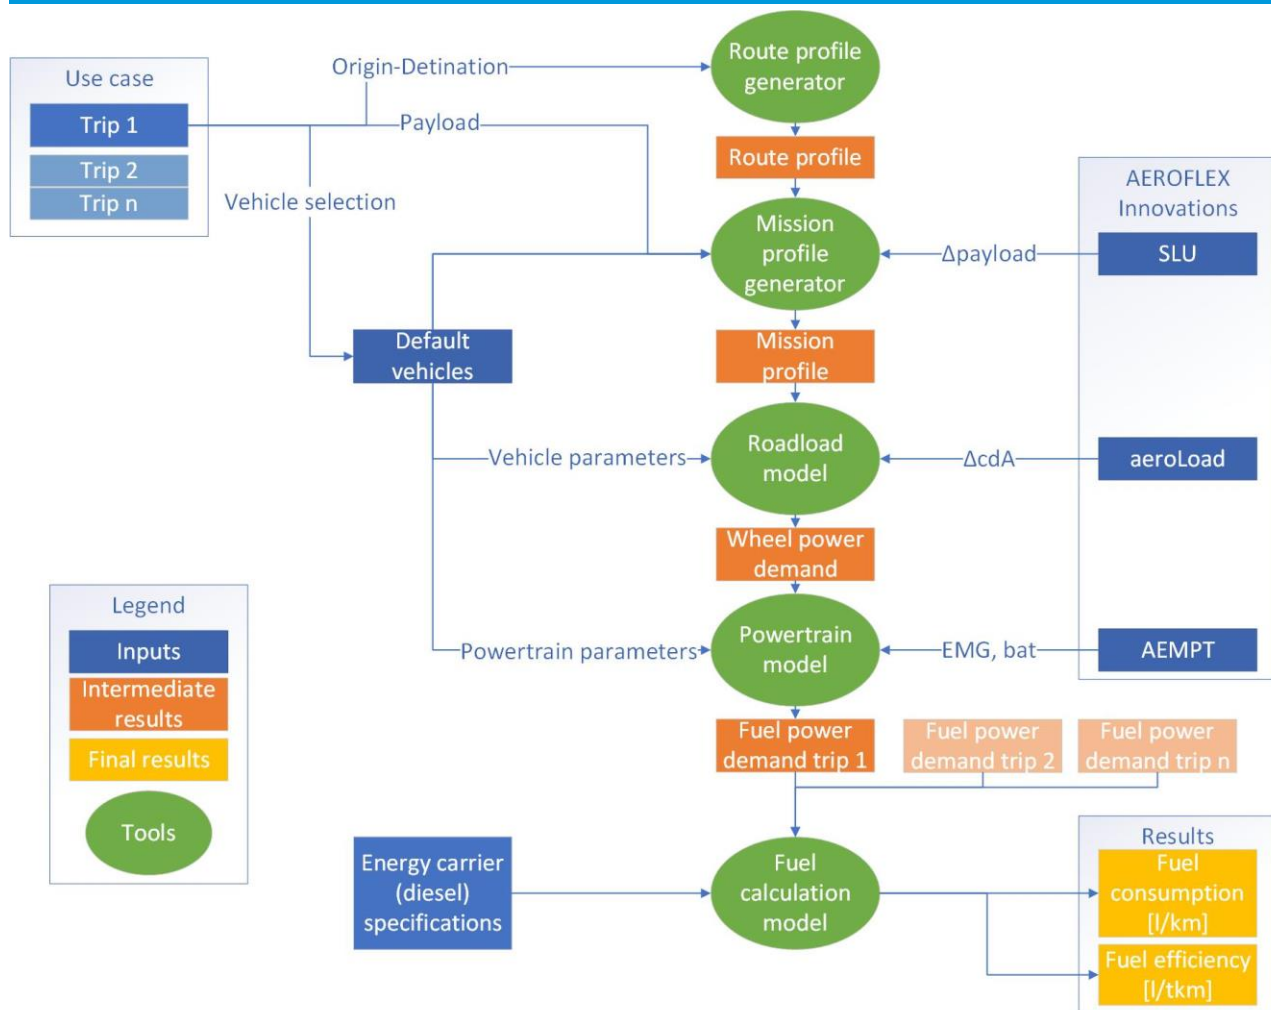 Use case
Trip 1
Trip 2
Trip n
Origin-Detination
Payload
Vehicle selection
Route profile
generator
Route profile
Mission
profile
generator
AEROFLEX
Innovations
SLU
Δpayload
Default
vehicles
Mission
profile
Vehicle parameters
Roadload
model
ΔcdA
aeroLoad
Wheel power
demand
Powertrain parameters
Powertrain
model
EMG, bat
AEMPT
Legend
Inputs
Intermediate
results
Final results
Tools
Fuel power
demand trip 1
Fuel power
demand trip 2
Fuel power
demand trip n
Energy carrier
(diesel)
specifications
Fuel
calculation
model
Results
Fuel
consumption
[l/km]
Fuel efficiency
[l/tkm]